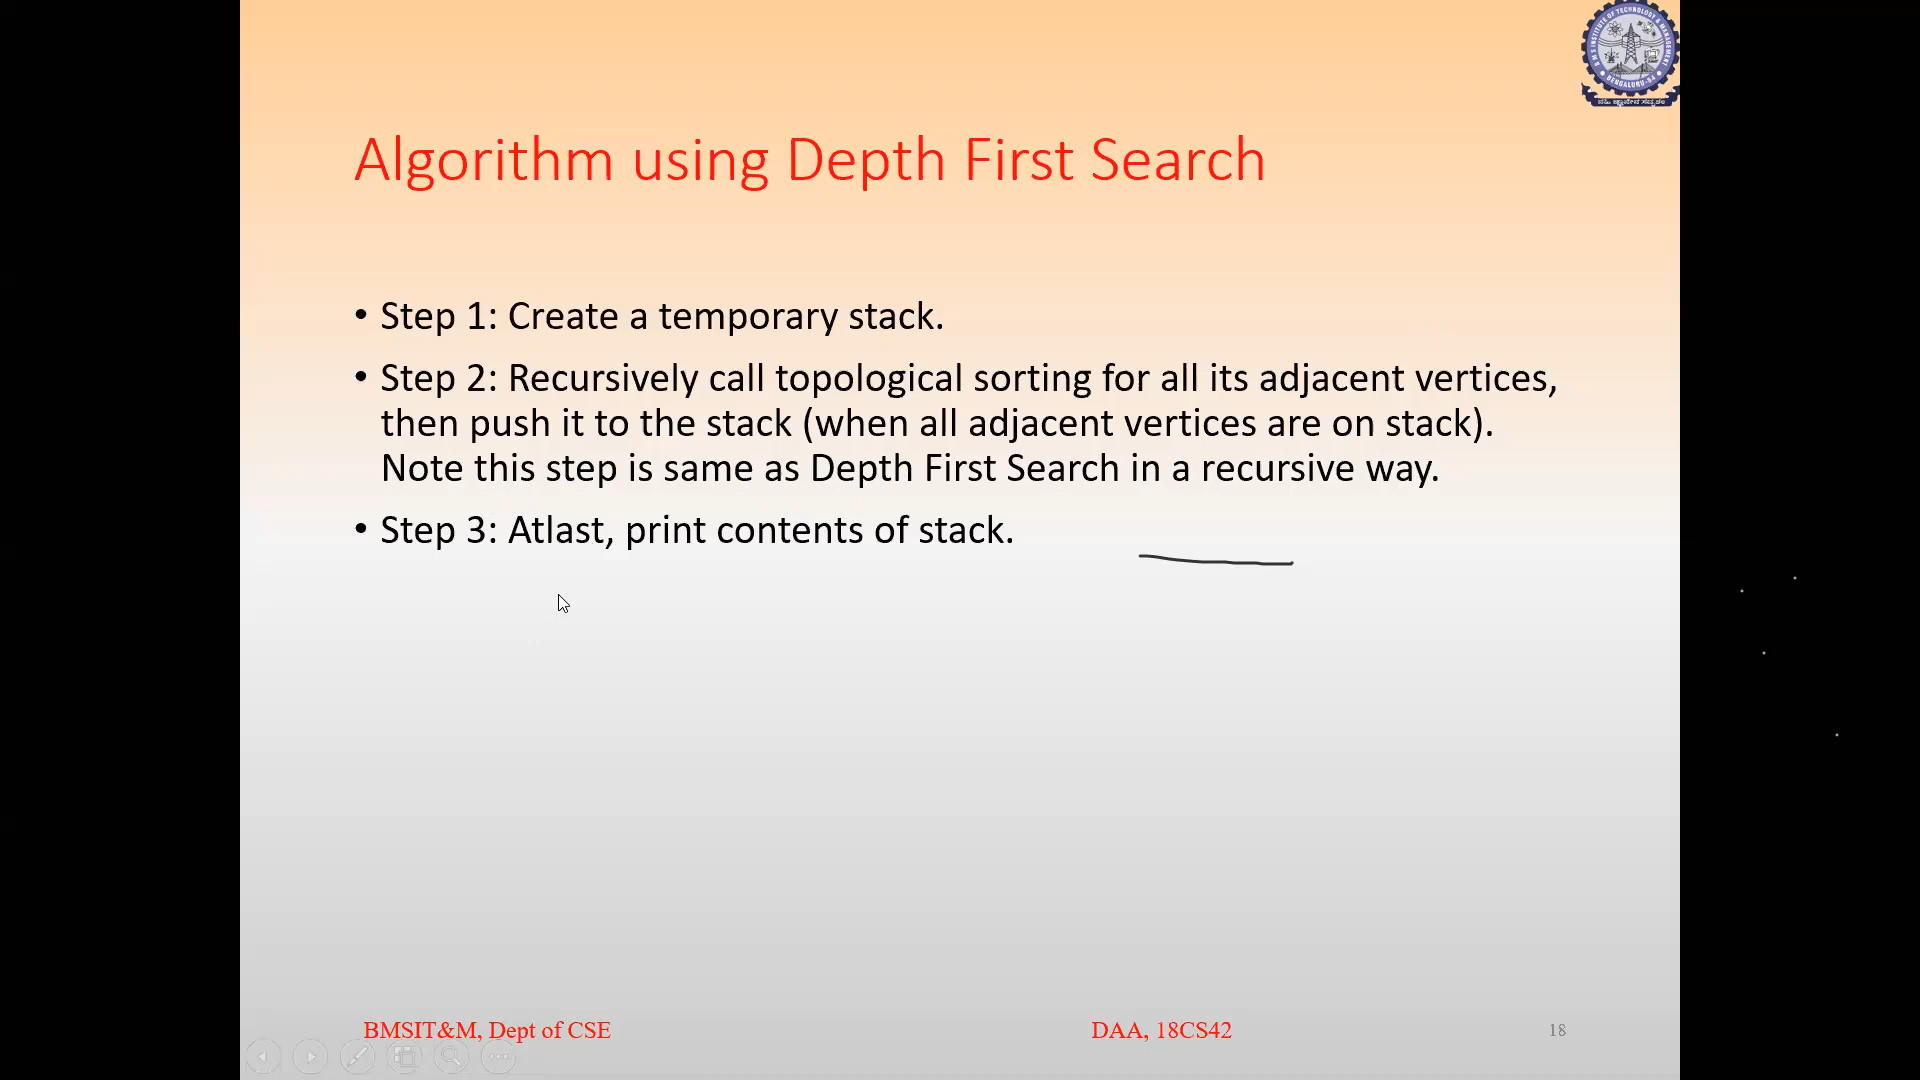 Algorithm using Depth First Search
• Step 1: Create a temporary stack.
• Step 2: Recursively call topological sorting for all its adjacent vertices,
then push it to the stack (when all adjacent vertices are on stack).
Note this step is same as Depth First Search in a recursive way.
• Step 3: Atlast, print contents of stack.
BMSIT&M, Dept of CSE
DAA, 18CS42
18